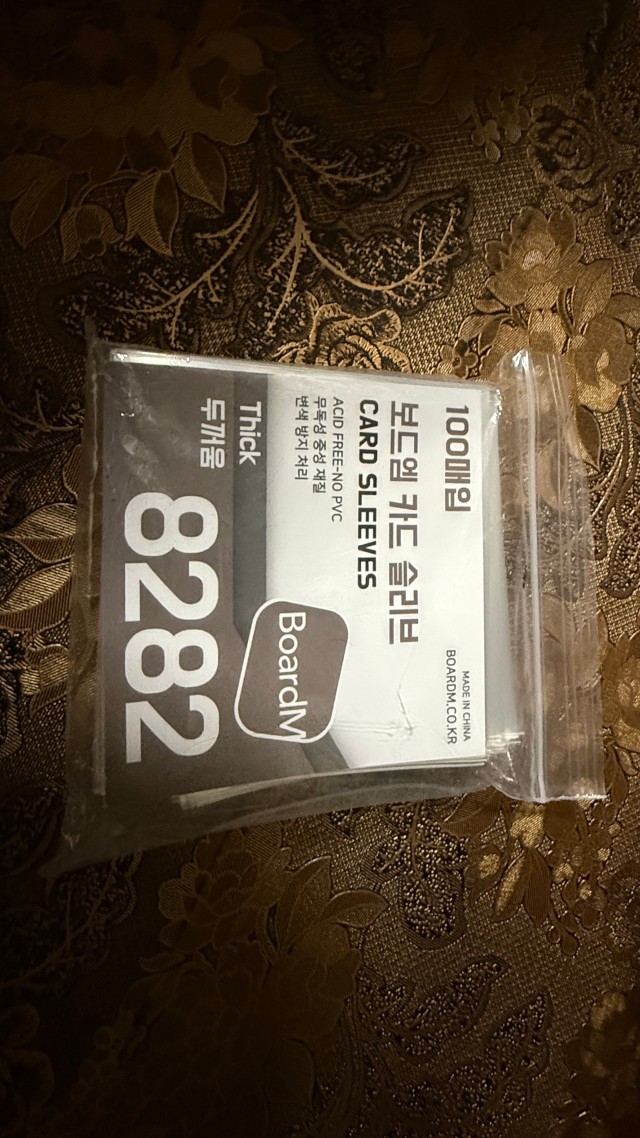 100매입
보드엠 카드 슬리브
CARD SLEEVES
ACID FREE-NO PVC
무독성 중성 재질
변색 방지 처리
MADE IN CHINA
BOARDM.CO.KR
BoardM
Thick
두꺼움
8282